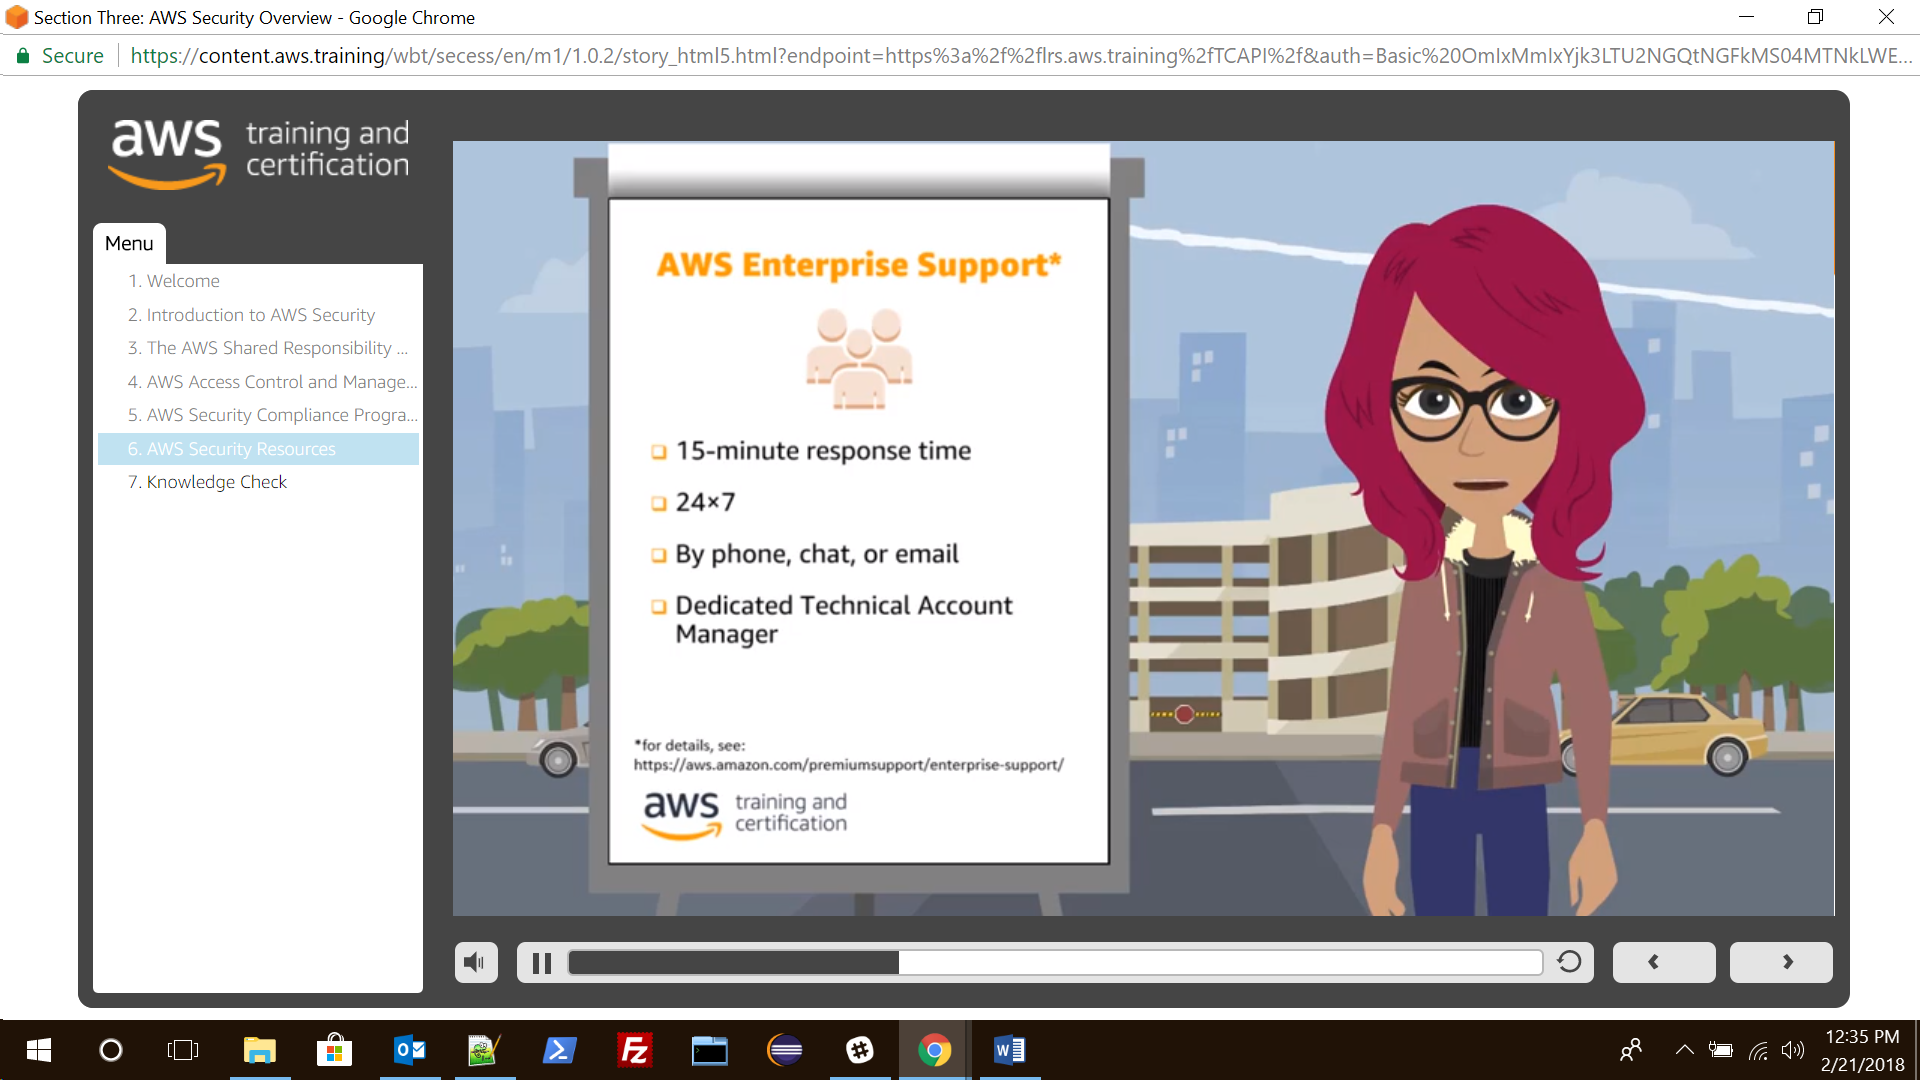 Section Three: AWS Security Overview - Google Chrome
Secure
https://content.aws.training/wbt/secess/en/m1/1.0.2/story_html5.html?endpoint=https%3a%2f%2flrs.aws.training%2fTCAPI%2f&auth=Basic%20OmIxMmIxYjk3LTU2NGQtNGFkMS04MTNkLWE...
aws training and
certification
Menu
1. Welcome
2. Introduction to AWS Security
3. The AWS Shared Responsibility ...
4. AWS Access Control and Manage...
5. AWS Security Compliance Progra...
6. AWS Security Resources
7. Knowledge Check
AWS Enterprise Support*
15-minute response time
24×7
By phone, chat, or email
Dedicated Technical Account
Manager
*for details, see:
https://aws.amazon.com/premiumsupport/enterprise-support/
aws training and
certification
12:35 PM
2/21/2018